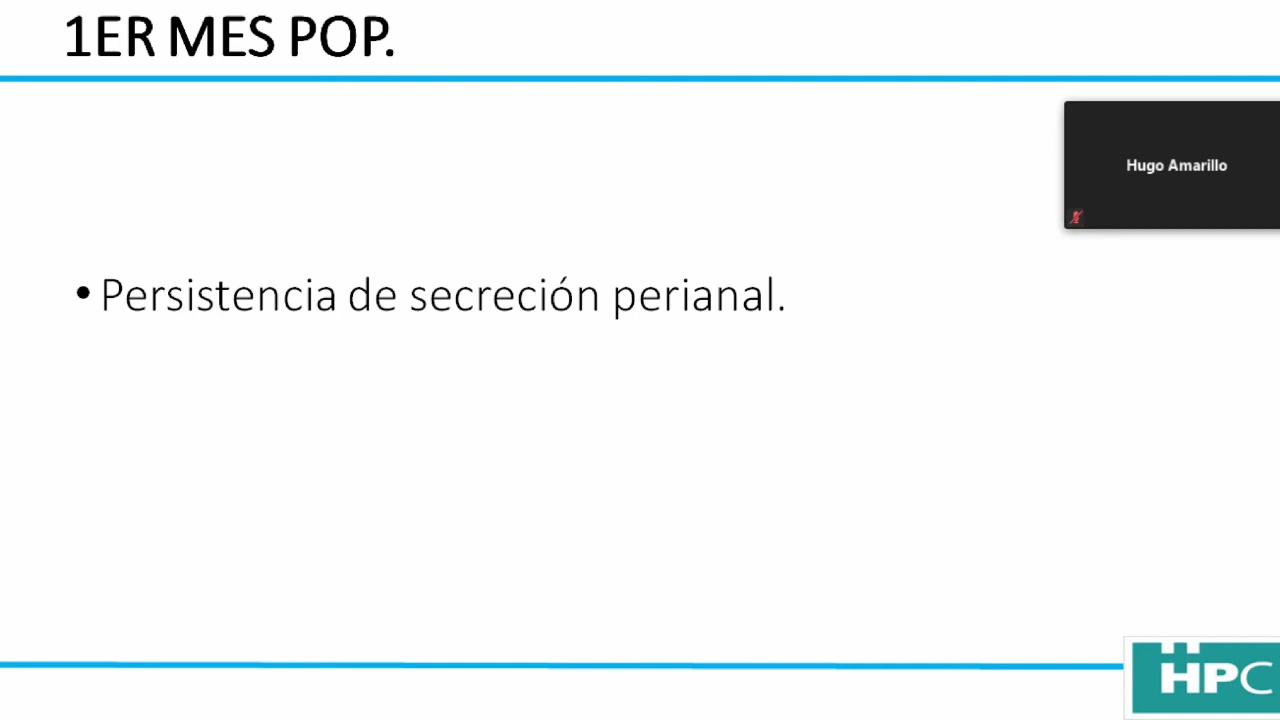 1ER MES POP.
Hugo Amarillo
• Persistencia de secreción perianal.
HPC